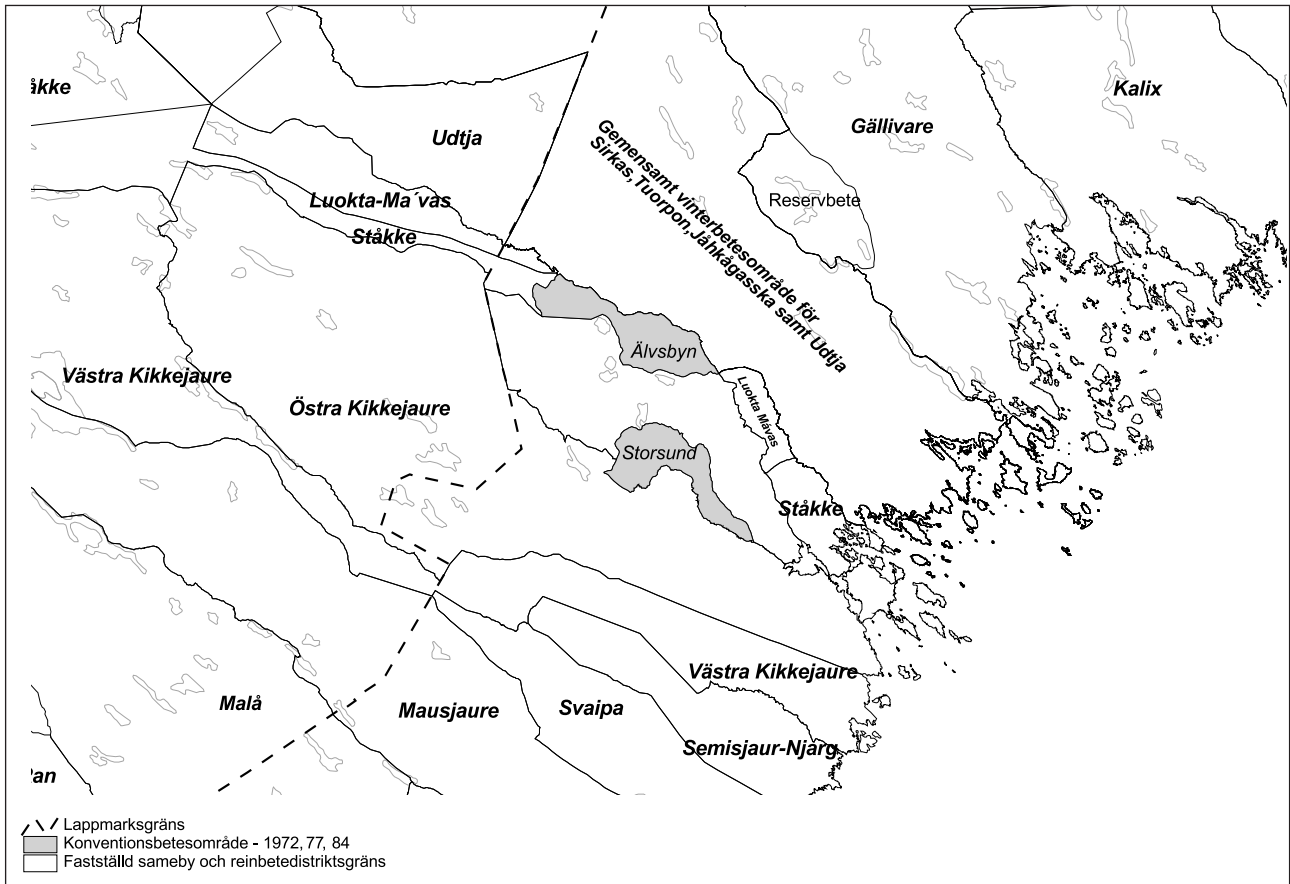 åkke
Kalix
Gällivare
Udtja
Gemensamt vinterbetesområde för
Sirkas, Tuorpon, Jåhkågasska samt Udtja
Reservbete
Luokta-Ma´vas
Ståkke
Älvsbyn
Västra Kikkejaure
Östra Kikkejaure
Luokta Måvas
Storsund
Ståkke
Västra Kikkejaure
Malå
Mausjaure
Svaipa
Semisjaur-Njarg
Lappmarksgräns
Konventionsbetesområde - 1972, 77, 84
Fastställd sameby och reinbetedistriktsgräns